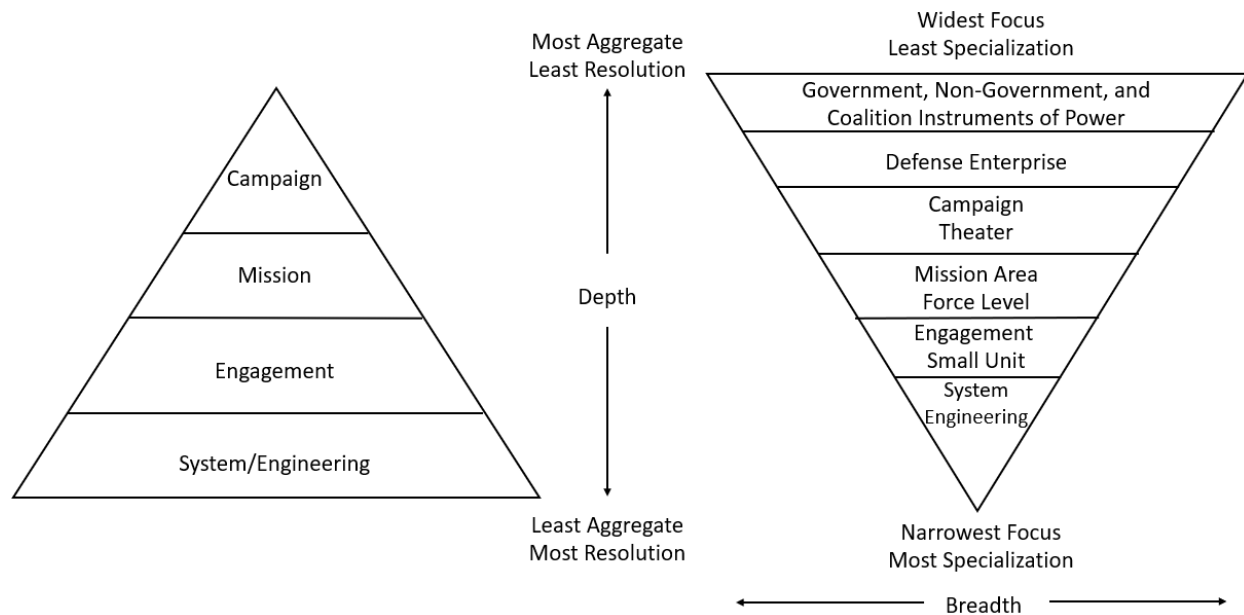 Campaign
Mission
Engagement
System/Engineering
Most Aggregate
Least Resolution
Depth
Least Aggregate
Most Resolution
Widest Focus
Least Specialization
Government, Non-Government, and
Coalition Instruments of Power
Defense Enterprise
Campaign
Theater
Mission Area
Force Level
Engagement
Small Unit
System
Engineering
Narrowest Focus
Most Specialization
Breadth